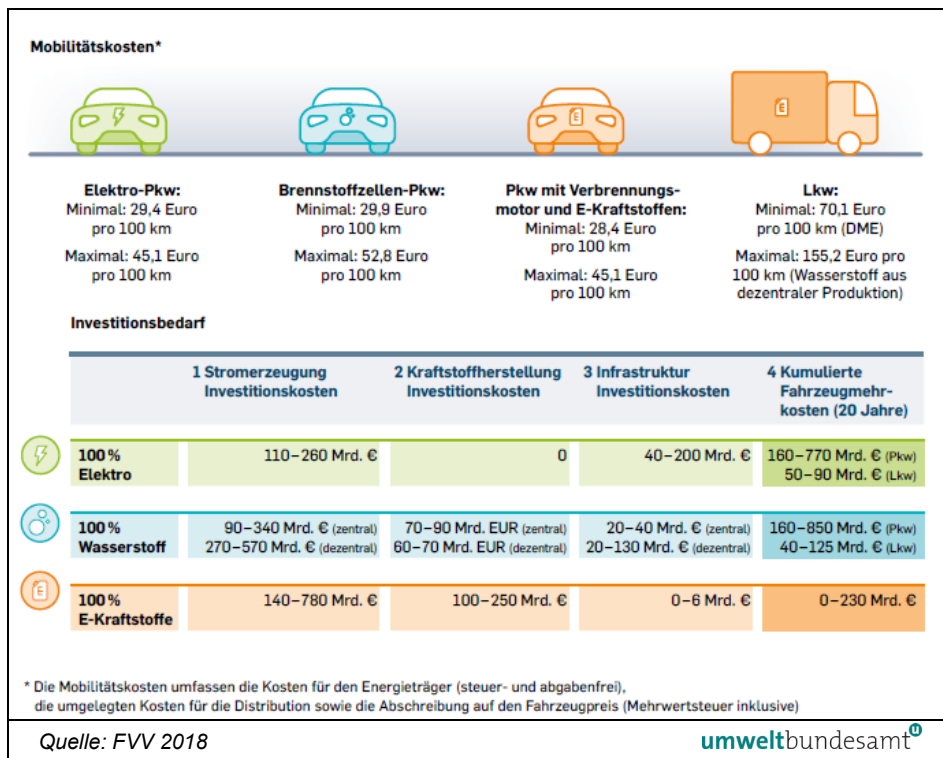 Mobilitätskosten*
E
E
Elektro-Pkw:
Minimal: 29,4 Euro
pro 100 km
Maximal: 45,1 Euro
pro 100 km
Brennstoffzellen-Pkw:
Minimal: 29,9 Euro
pro 100 km
Maximal: 52,8 Euro
pro 100 km
Pkw mit Verbrennungs-
motor und E-Kraftstoffen:
Minimal: 28,4 Euro
pro 100 km
Maximal: 45,1 Euro
pro 100 km
Lkw:
Minimal: 70,1 Euro
pro 100 km (DME)
Maximal: 155,2 Euro pro
100 km (Wasserstoff aus
dezentraler Produktion)
Investitionsbedarf
1 Stromerzeugung
Investitionskosten
2 Kraftstoffherstellung
Investitionskosten
3 Infrastruktur
Investitionskosten
4 Kumulierte
Fahrzeugmehr-
kosten (20 Jahre)
100 %
Elektro
110–260 Mrd. €
0
40–200 Mrd. €
160–770 Mrd. € (Pkw)
50–90 Mrd. € (Lkw)
100 %
Wasserstoff
90–340 Mrd. € (zentral)
270–570 Mrd. € (dezentral)
70–90 Mrd. EUR (zentral)
60–70 Mrd. EUR (dezentral)
20–40 Mrd. € (zentral)
20–130 Mrd. € (dezentral)
160–850 Mrd. € (Pkw)
40–125 Mrd. € (Lkw)
E
100 %
E-Kraftstoffe
140–780 Mrd. €
100–250 Mrd. €
0–6 Mrd. €
0–230 Mrd. €
* Die Mobilitätskosten umfassen die Kosten für den Energieträger (steuer- und abgabenfrei),
die umgelegten Kosten für die Distribution sowie die Abschreibung auf den Fahrzeugpreis (Mehrwertsteuer inklusive)
Quelle: FVV 2018
umweltbundesamt u